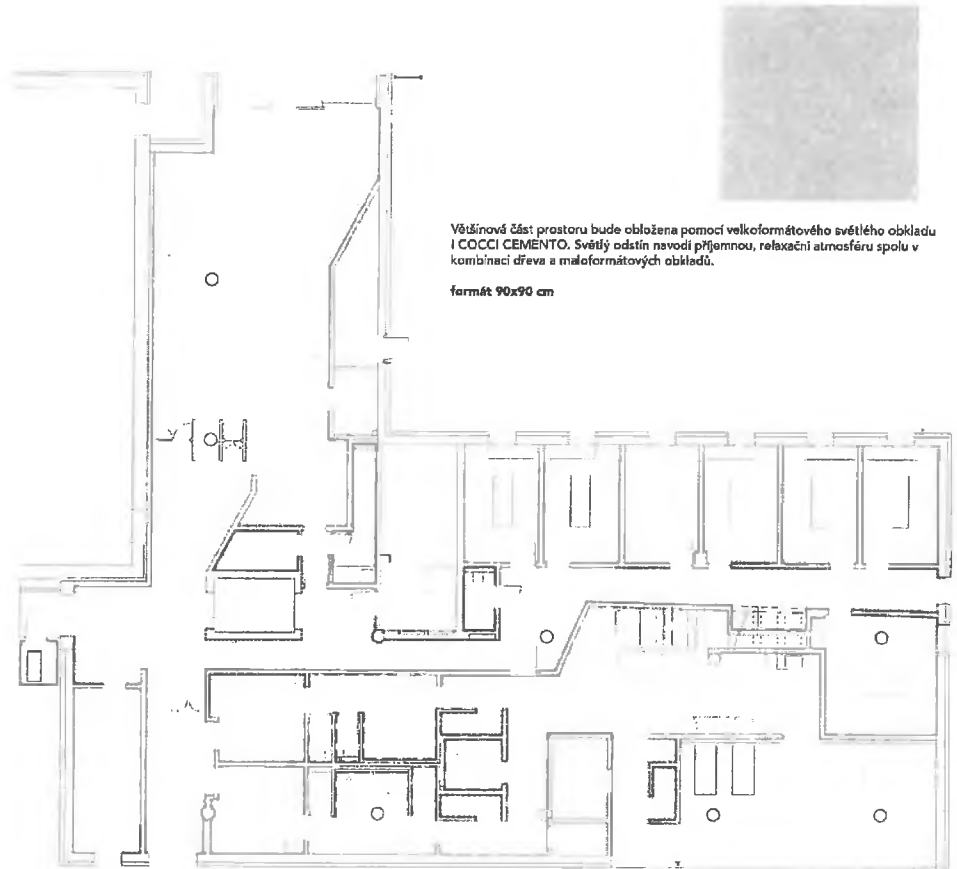 Většinová část prostoru bude obložena pomocí velkoformátového světlého obkladu
I COCCI CEMENTO. Světlý odstín navodí příjemnou, relaxační atmosféru spolu v
kombinaci dřeva a maloformátových obkladů.
formát 90x90 cm